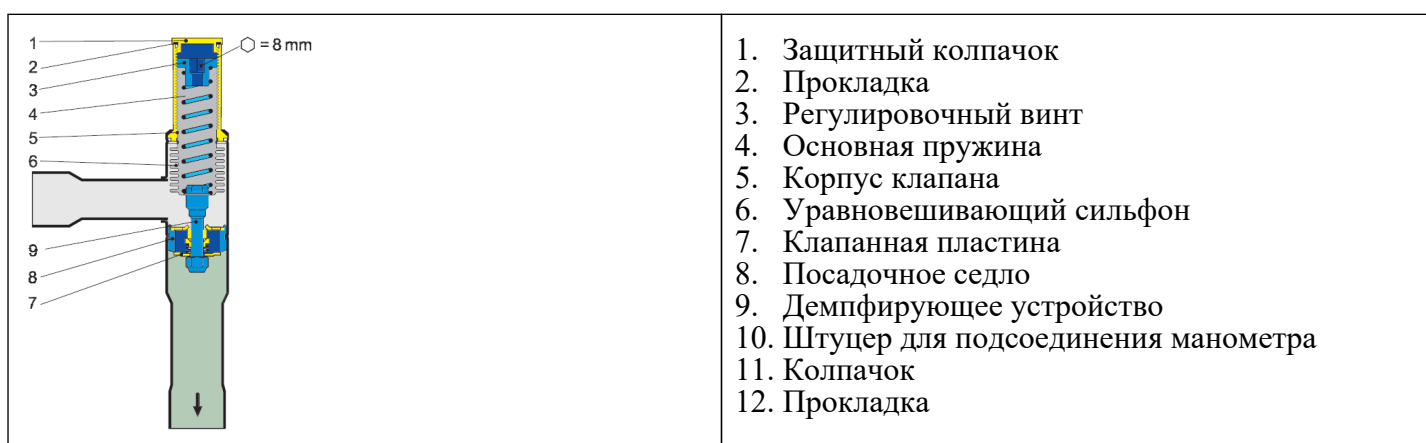 1
2
3
4
5
6
9
8
7
= 8 mm
1. Защитный колпачок
2. Прокладка
3. Регулировочный винт
4. Основная пружина
5. Корпус клапана
6. Уравновешивающий сильфон
7. Клапанная пластина
8. Посадочное седло
9. Демпфирующее устройство
10. Штуцер для подсоединения манометра
11. Колпачок
12. Прокладка